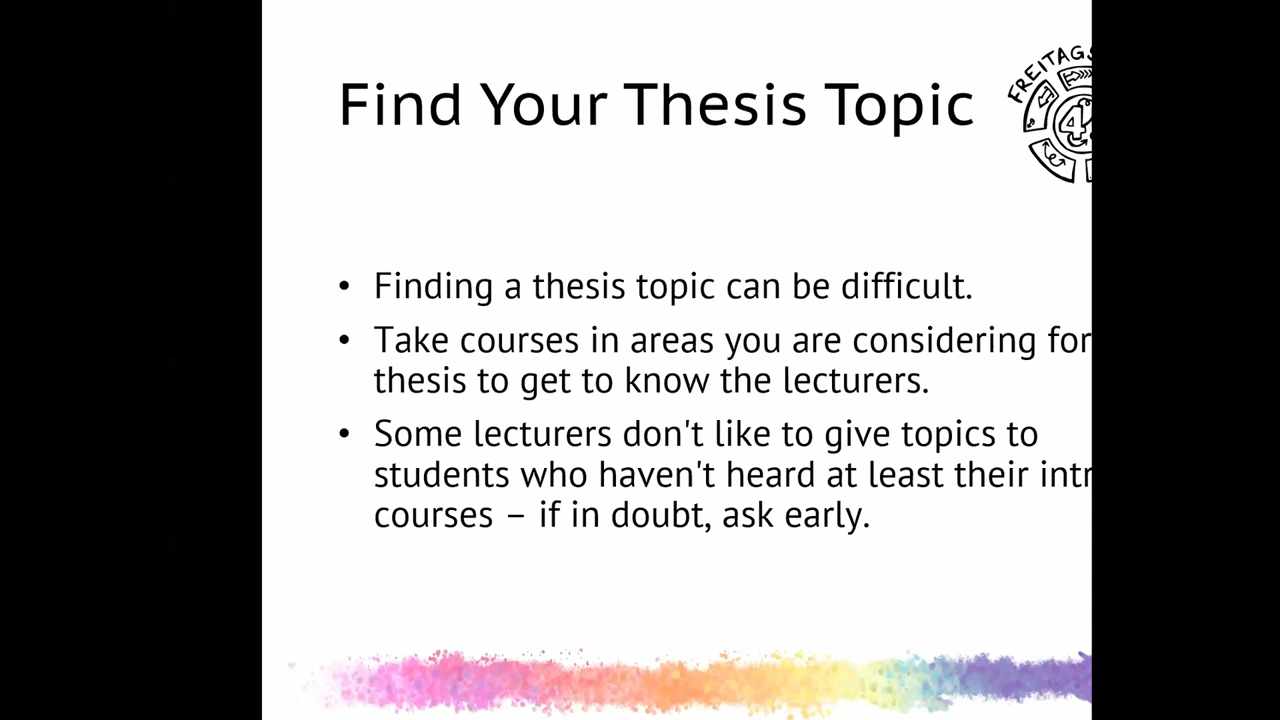 Find Your Thesis Topic
FREITAGS
4
• Finding a thesis topic can be difficult.
• Take courses in areas you are considering for
thesis to get to know the lecturers.
• Some lecturers don't like to give topics to
students who haven't heard at least their intr
courses – if in doubt, ask early.